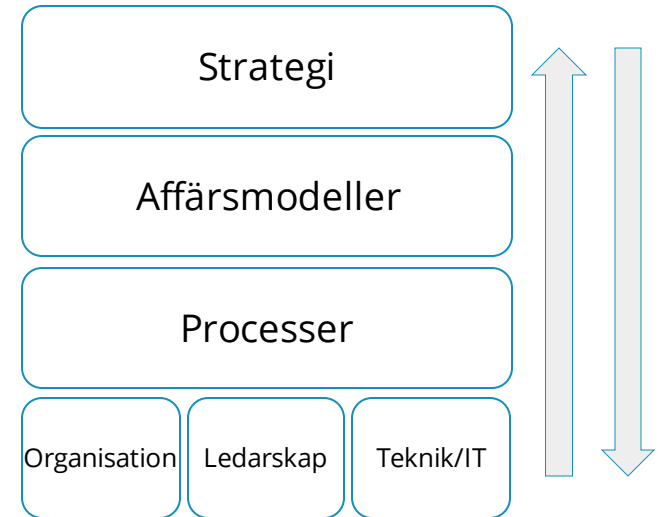 Strategi
Affärsmodeller
Processer
Organisation Ledarskap Teknik/IT